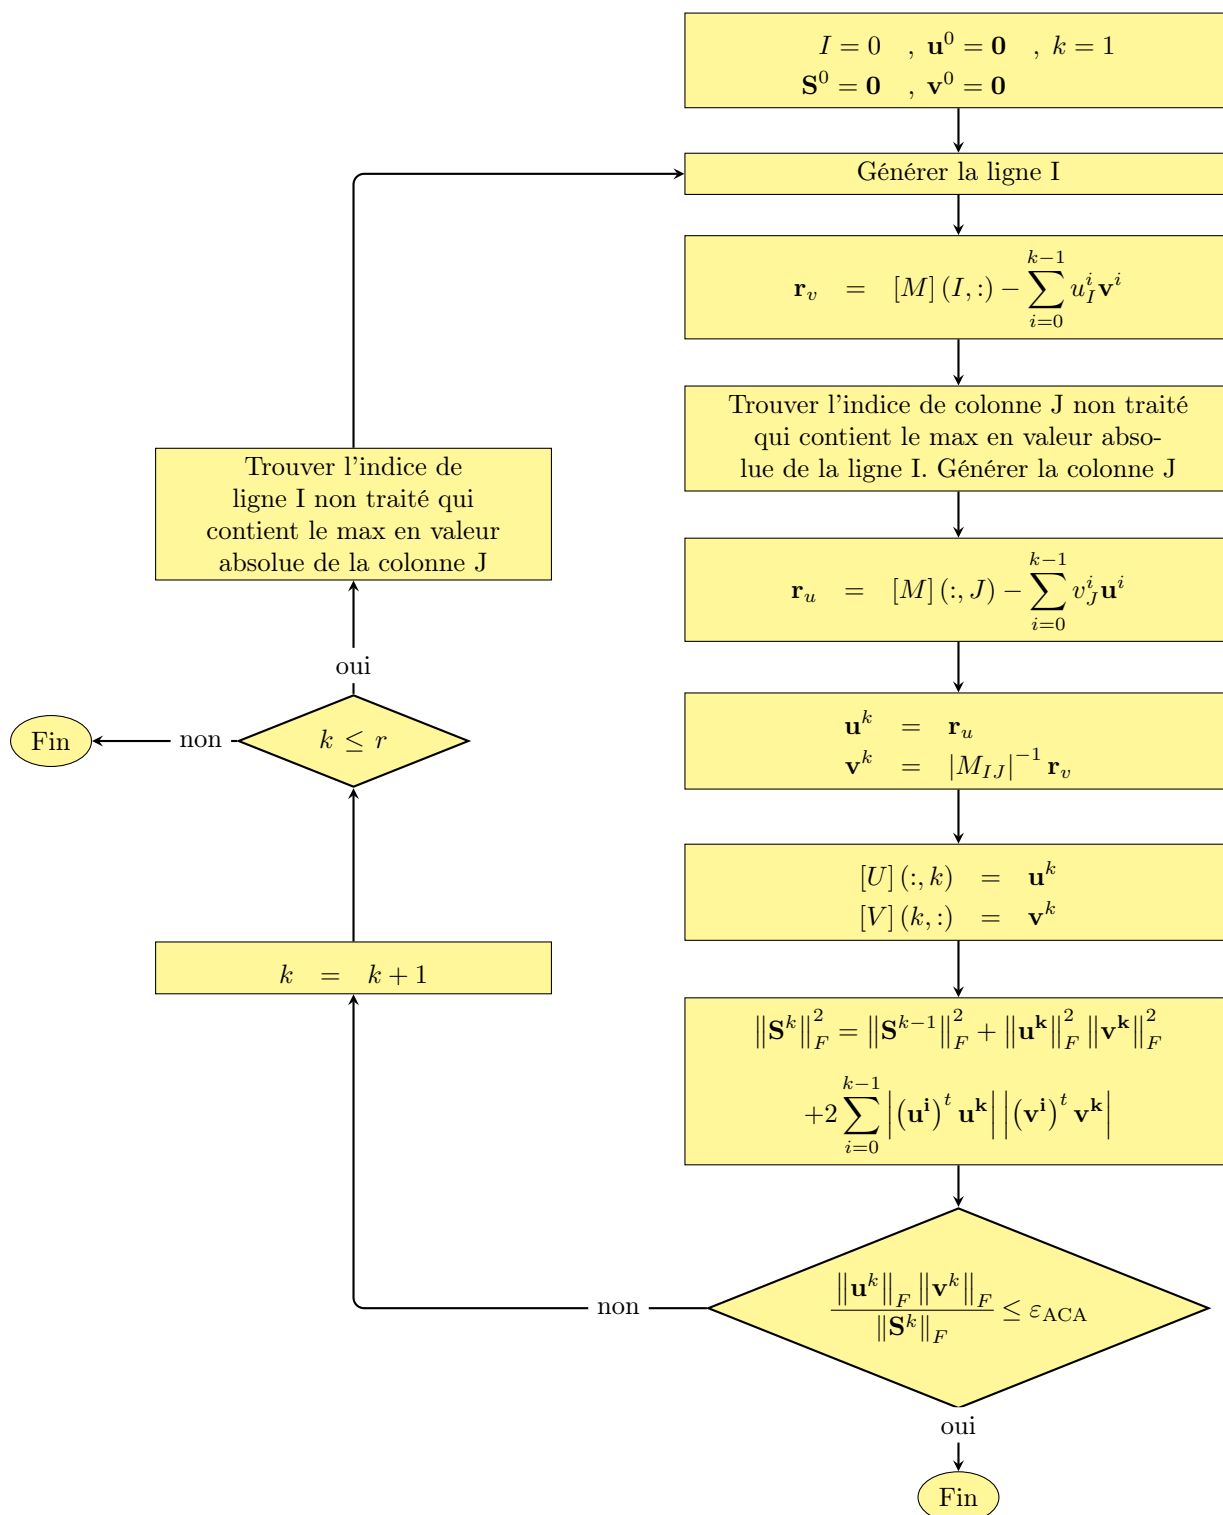 I = 0 , 𝐮⁰ = 𝟎 , k = 1
𝐒⁰ = 𝟎 , 𝐯⁰ = 𝟎
Générer la ligne I
𝐫_v = [M] (I, :) − ∑_{i=0}^{k−1} u_I^i 𝐯^i
Trouver l'indice de colonne J non traité
qui contient le max en valeur abso-
lue de la ligne I. Générer la colonne J
𝐫_u = [M] (:, J) − ∑_{i=0}^{k−1} v_J^i 𝐮^i
𝐮^k = 𝐫_u
𝐯^k = |M_{IJ}|^{−1} 𝐫_v
[U] (:, k) = 𝐮^k
[V] (k, :) = 𝐯^k
‖𝐒^k‖_F^2 = ‖𝐒^{k−1}‖_F^2 + ‖𝐮^𝐤‖_F^2 ‖𝐯^𝐤‖_F^2
+2 ∑_{i=0}^{k−1} |(𝐮^𝐢)^t 𝐮^𝐤| |(𝐯^𝐢)^t 𝐯^𝐤|
‖𝐮^k‖_F ‖𝐯^k‖_F / ‖𝐒^k‖_F ≤ ε_ACA
oui
Fin
non
k = k + 1
k ≤ r
non
Fin
oui
Trouver l'indice de
ligne I non traité qui
contient le max en valeur
absolue de la colonne J